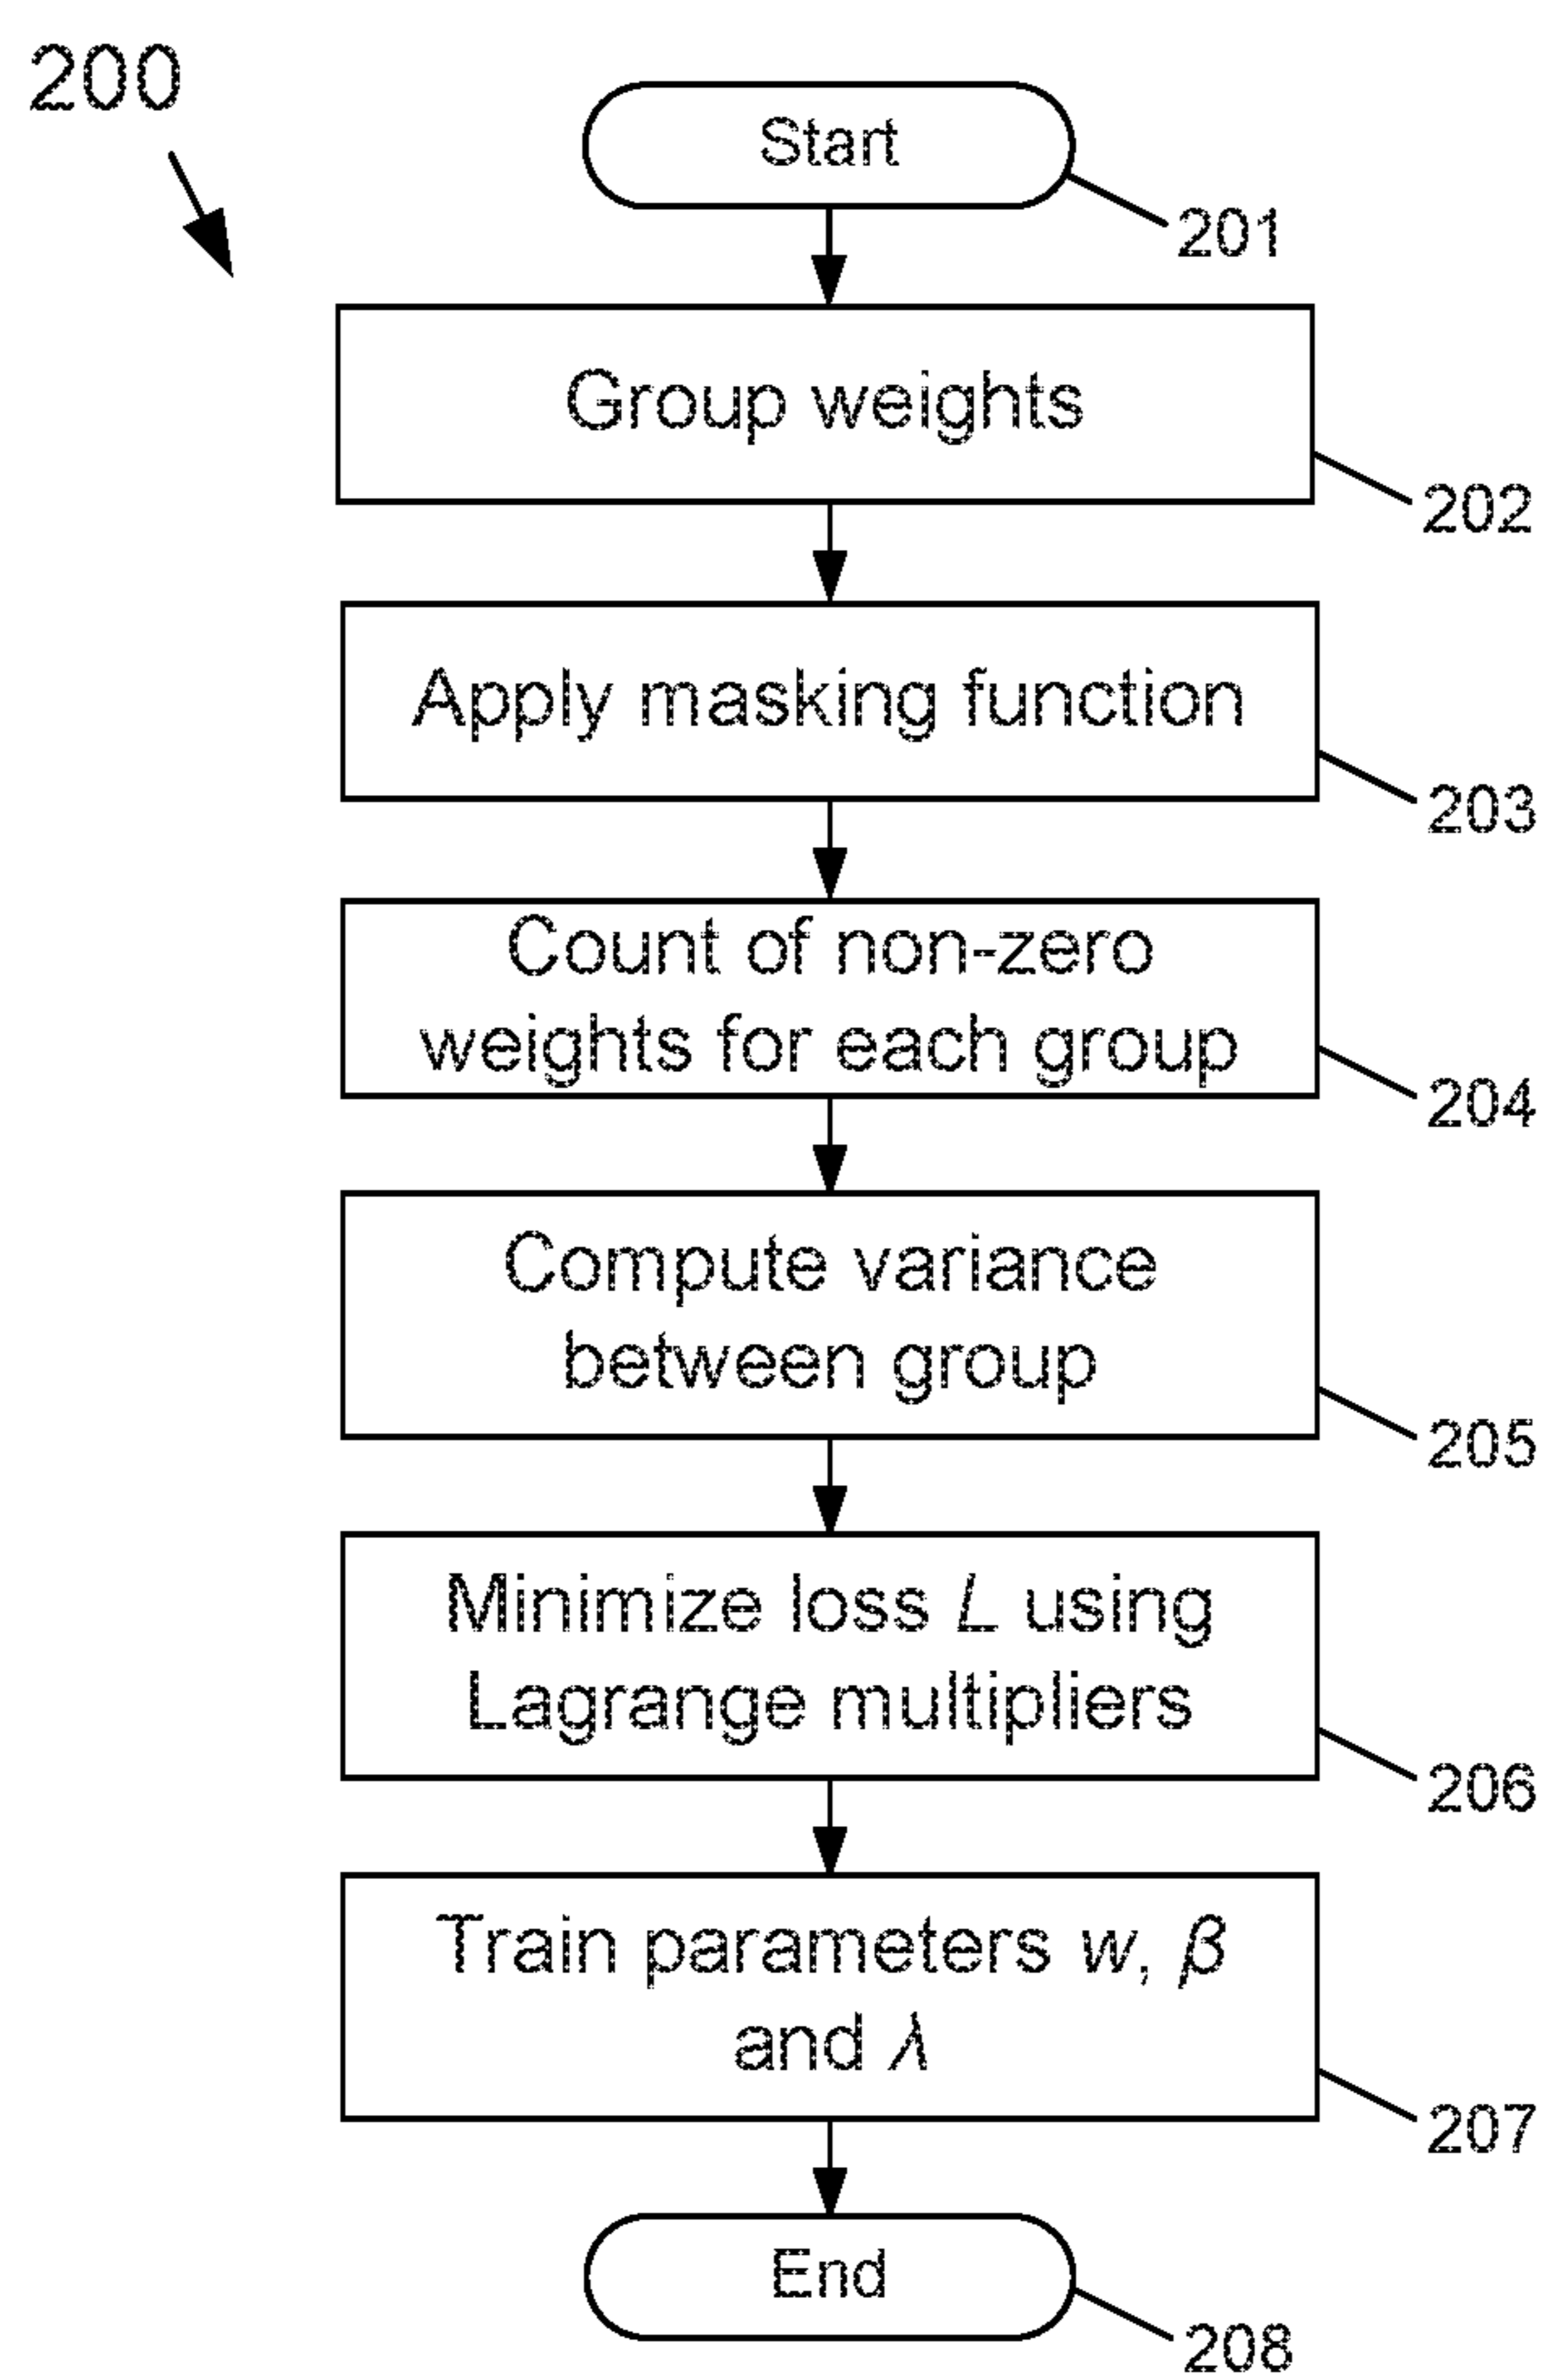 200
Start
201
Group weights
202
Apply masking function
203
Count of non-zero
weights for each group
204
Compute variance
between group
205
Minimize loss L using
Lagrange multipliers
206
Train parameters w, β
and λ
207
End
208